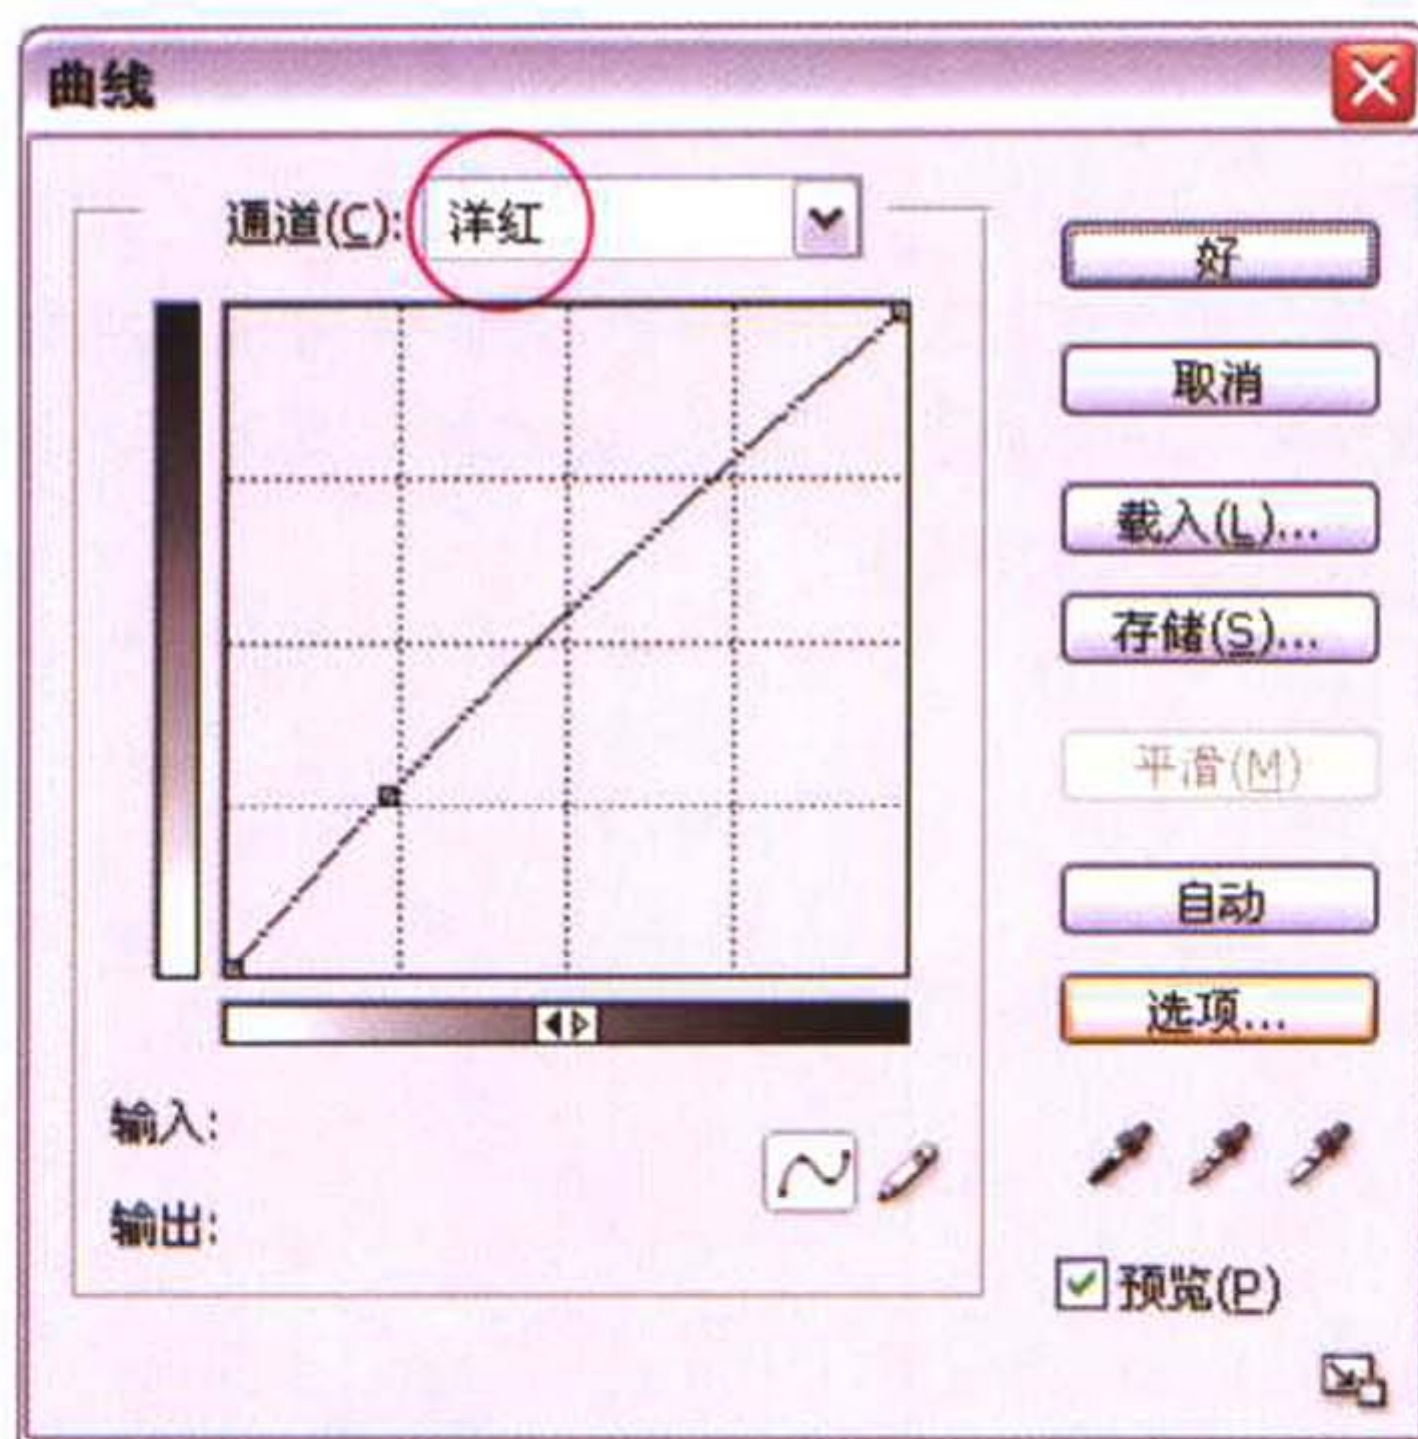 曲线
通道(C): 洋红
好
取消
载入(L)...
存储(S)...
平滑(M)
自动
选项...
输入:
输出:
预览(P)